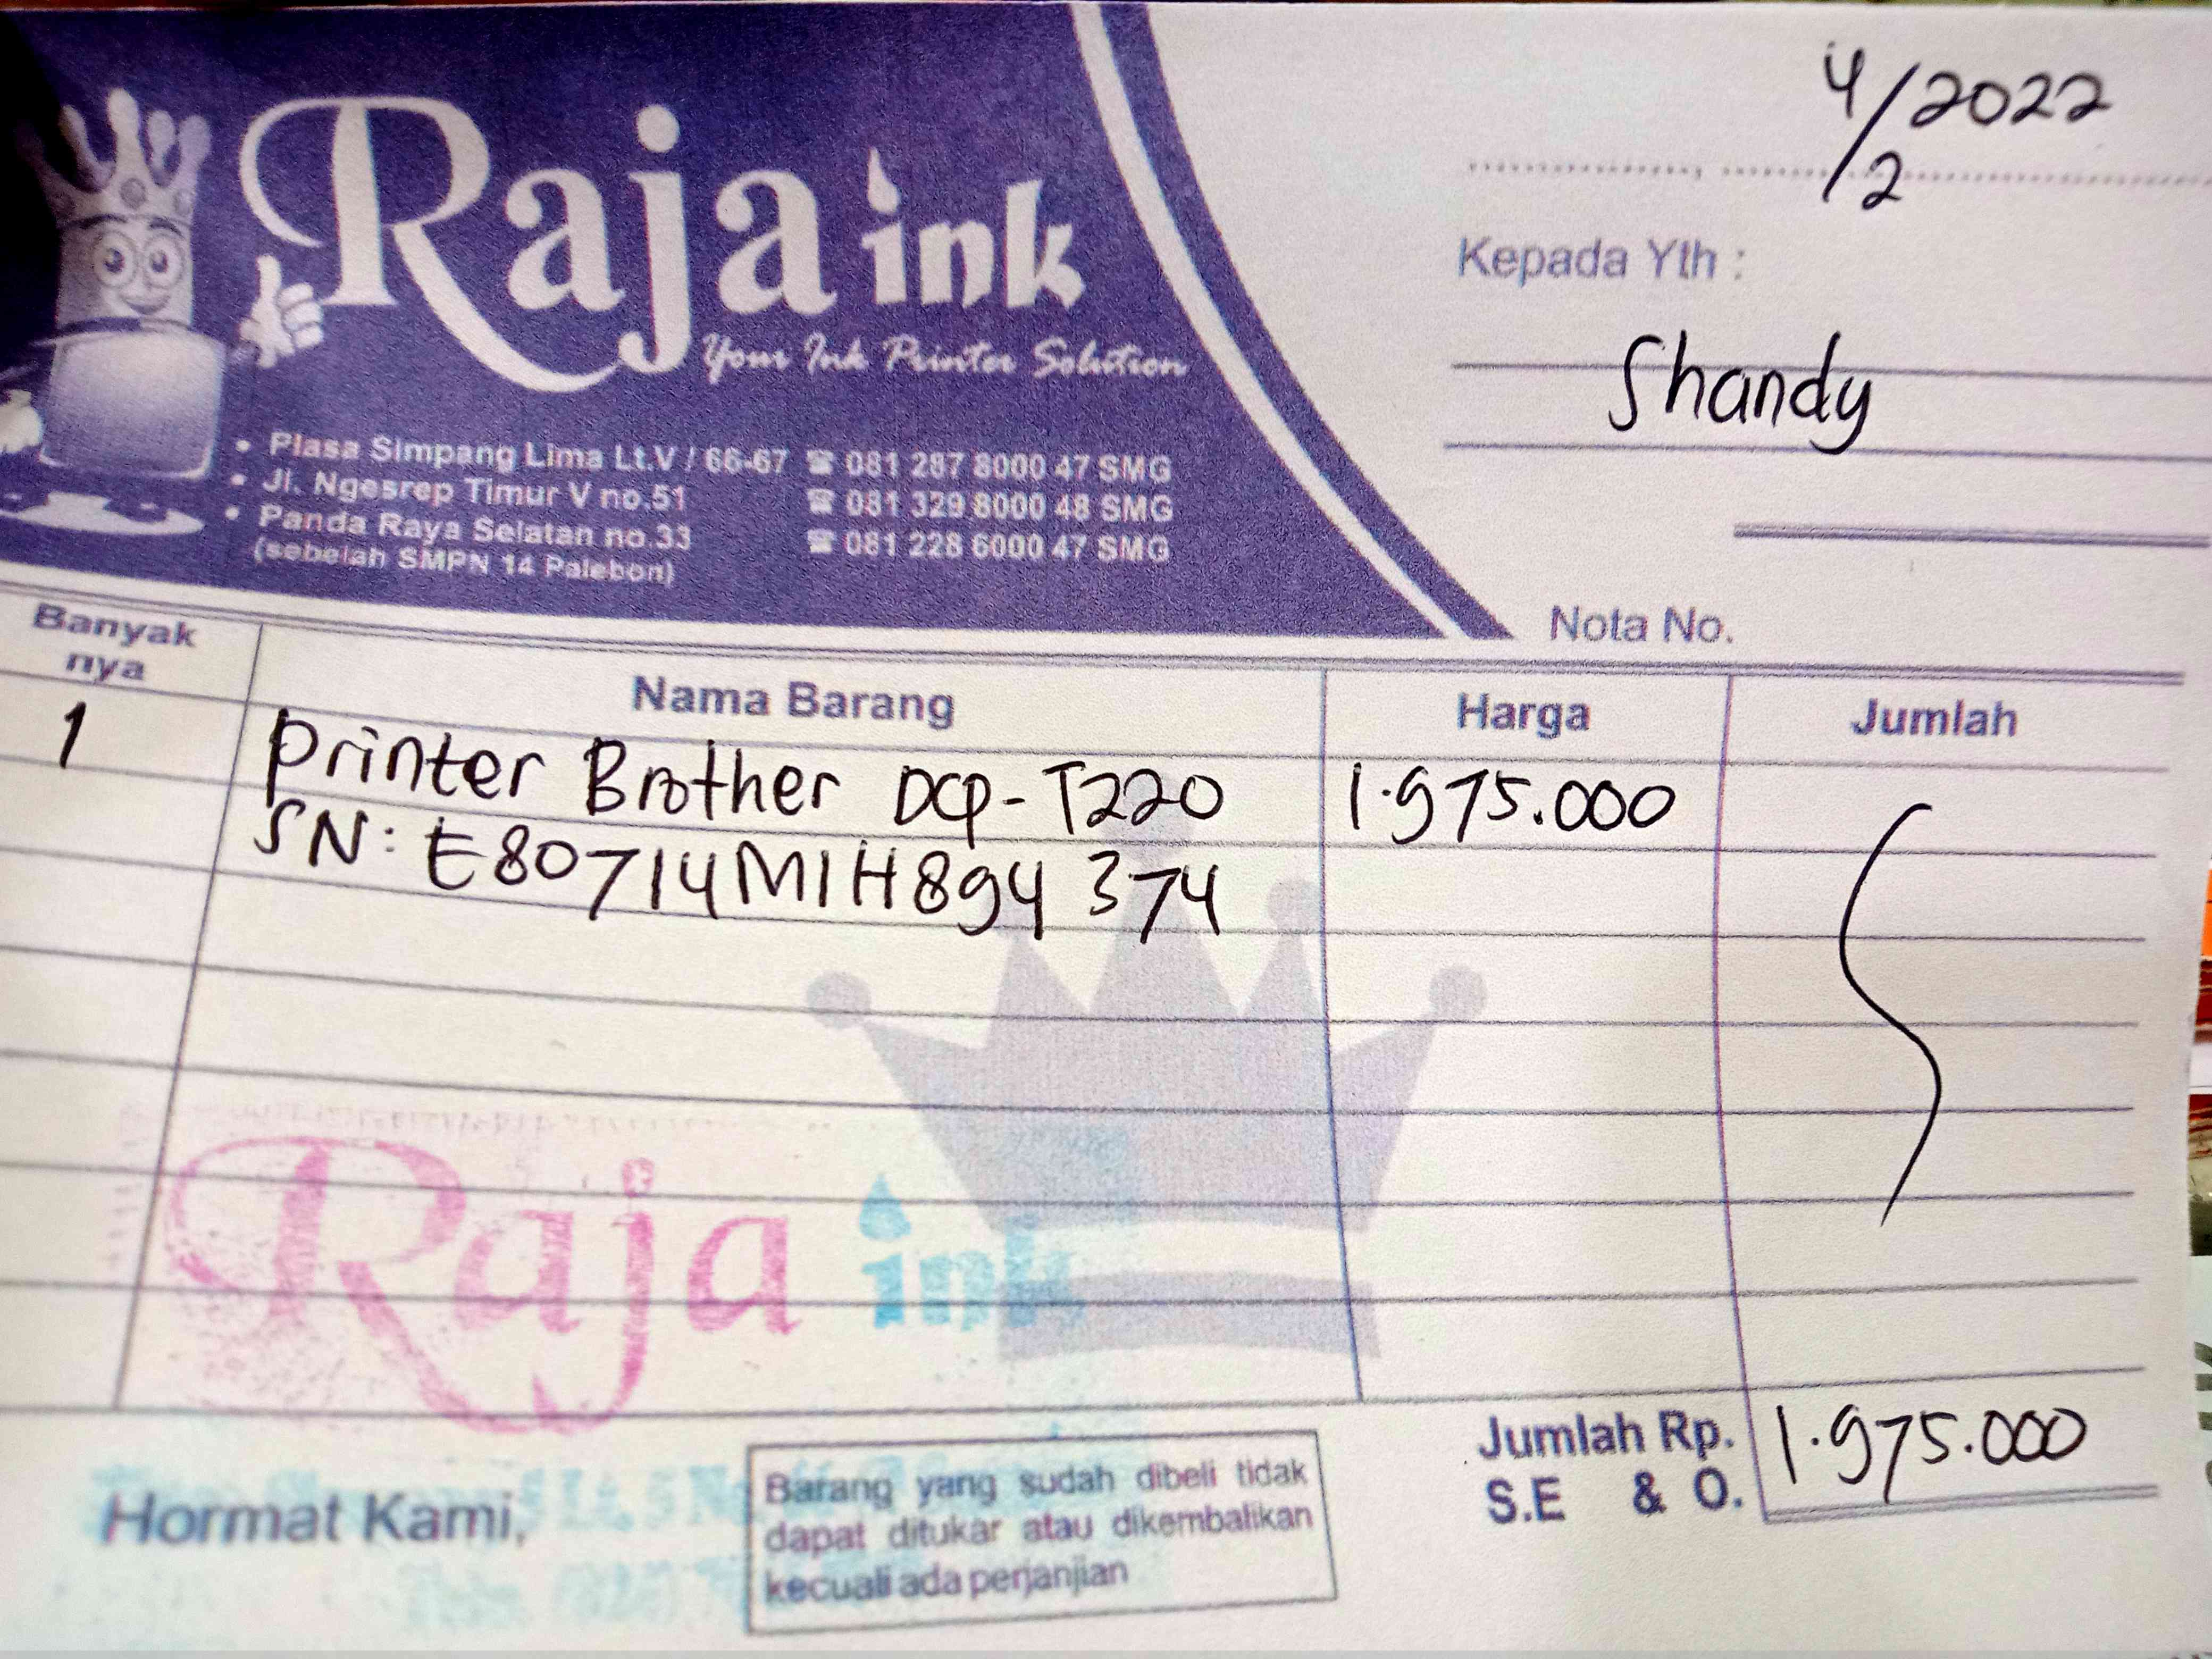 Raja ink
Your Ink Printer Solution
• Plasa Simpang Lima Lt.V / 66-67 ☎ 081 287 8000 47 SMG
• Jl. Ngesrep Timur V no.51 ☎ 081 329 8000 48 SMG
• Panda Raya Selatan no.33 ☎ 081 228 6000 47 SMG
(sebelah SMPN 14 Palebon)
4/2 2022
Kepada Yth :
Shandy
Nota No.
Banyak nya Nama Barang Harga Jumlah
1 Printer Brother DCP-T220 1.975.000
SN: E80714M1H894374
Raja ink
Jumlah Rp. 1.975.000
S.E & O.
Hormat Kami,
Barang yang sudah dibeli tidak
dapat ditukar atau dikembalikan
kecuali ada perjanjian